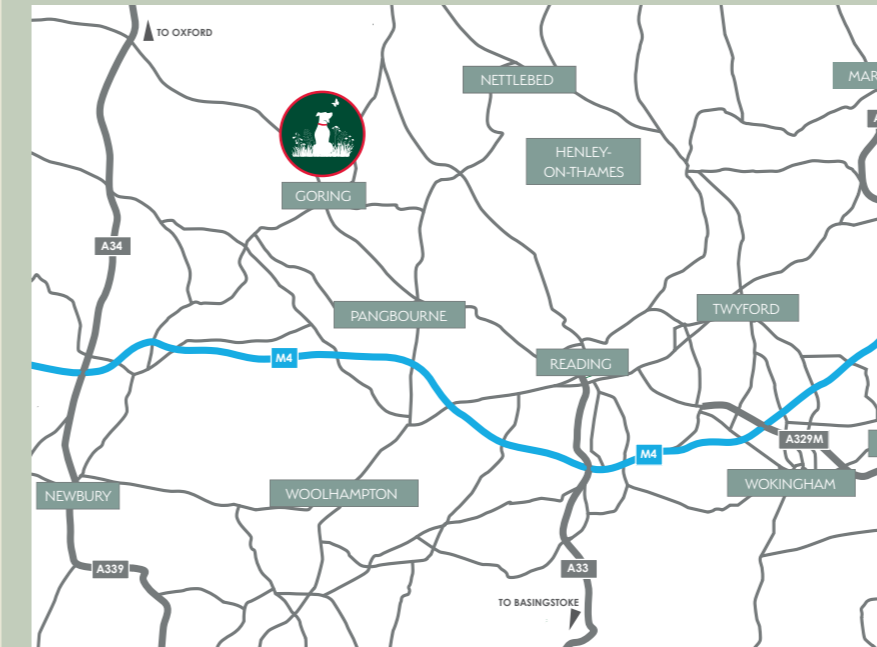 TO OXFORD
NETTLEBED
MAR
HENLEY-
ON-THAMES
GORING
A34
PANGBOURNE
TWYFORD
M4
READING
A329M
M4
WOKINGHAM
NEWBURY
WOOLHAMPTON
A339
A33
TO BASINGSTOKE